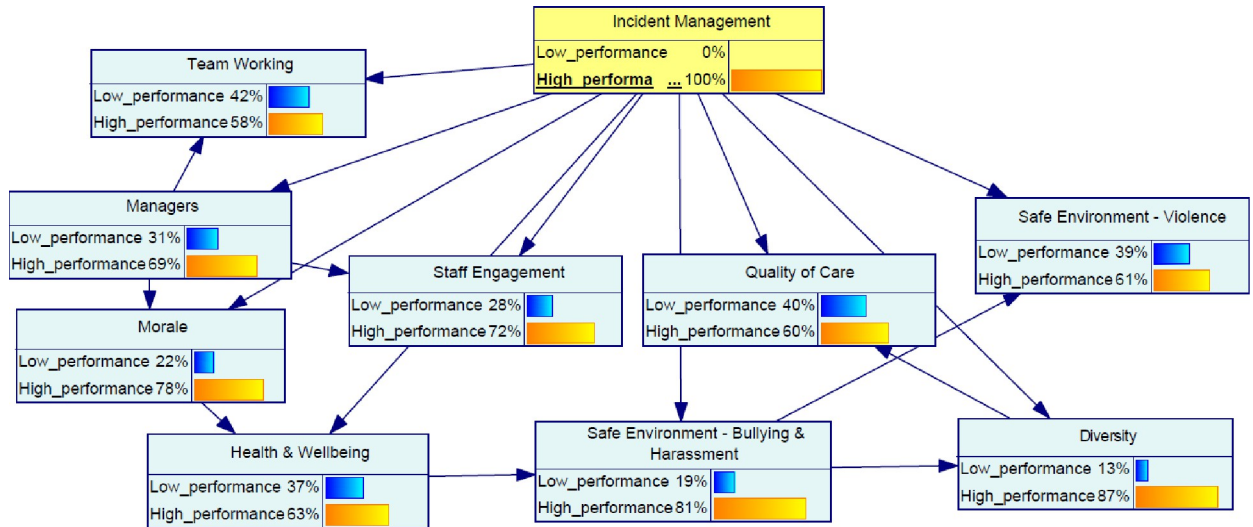 Incident Management
Low_performance 0%
High_performa ... 100%
Team Working
Low_performance 42%
High_performance 58%
Managers
Low_performance 31%
High_performance 69%
Safe Environment - Violence
Low_performance 39%
High_performance 61%
Staff Engagement
Low_performance 28%
High_performance 72%
Quality of Care
Low_performance 40%
High_performance 60%
Morale
Low_performance 22%
High_performance 78%
Health & Wellbeing
Low_performance 37%
High_performance 63%
Safe Environment - Bullying &
Harassment
Low_performance 19%
High_performance 81%
Diversity
Low_performance 13%
High_performance 87%